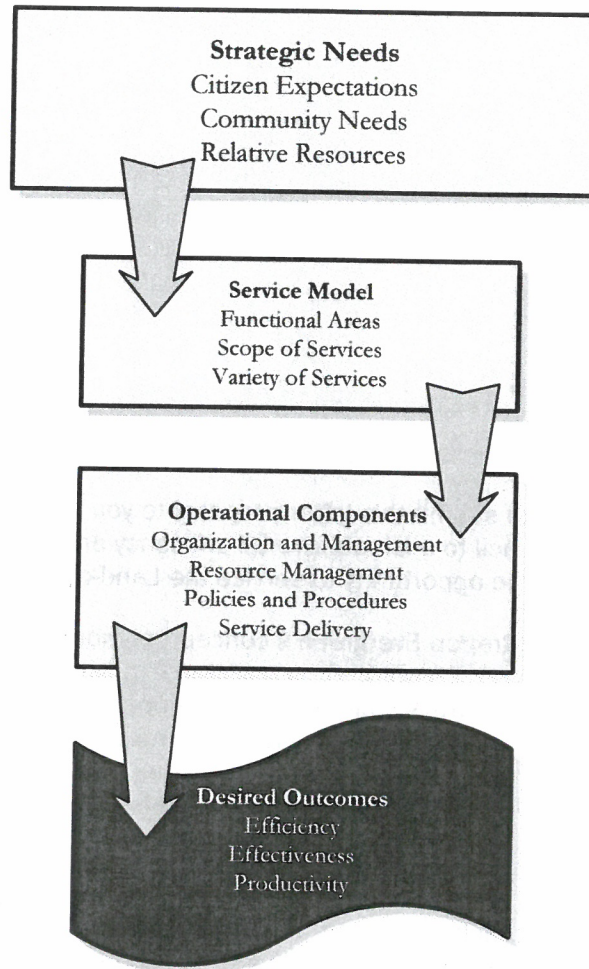 Strategic Needs
Citizen Expectations
Community Needs
Relative Resources
Service Model
Functional Areas
Scope of Services
Variety of Services
Operational Components
Organization and Management
Resource Management
Policies and Procedures
Service Delivery
Desired Outcomes
Efficiency
Effectiveness
Productivity